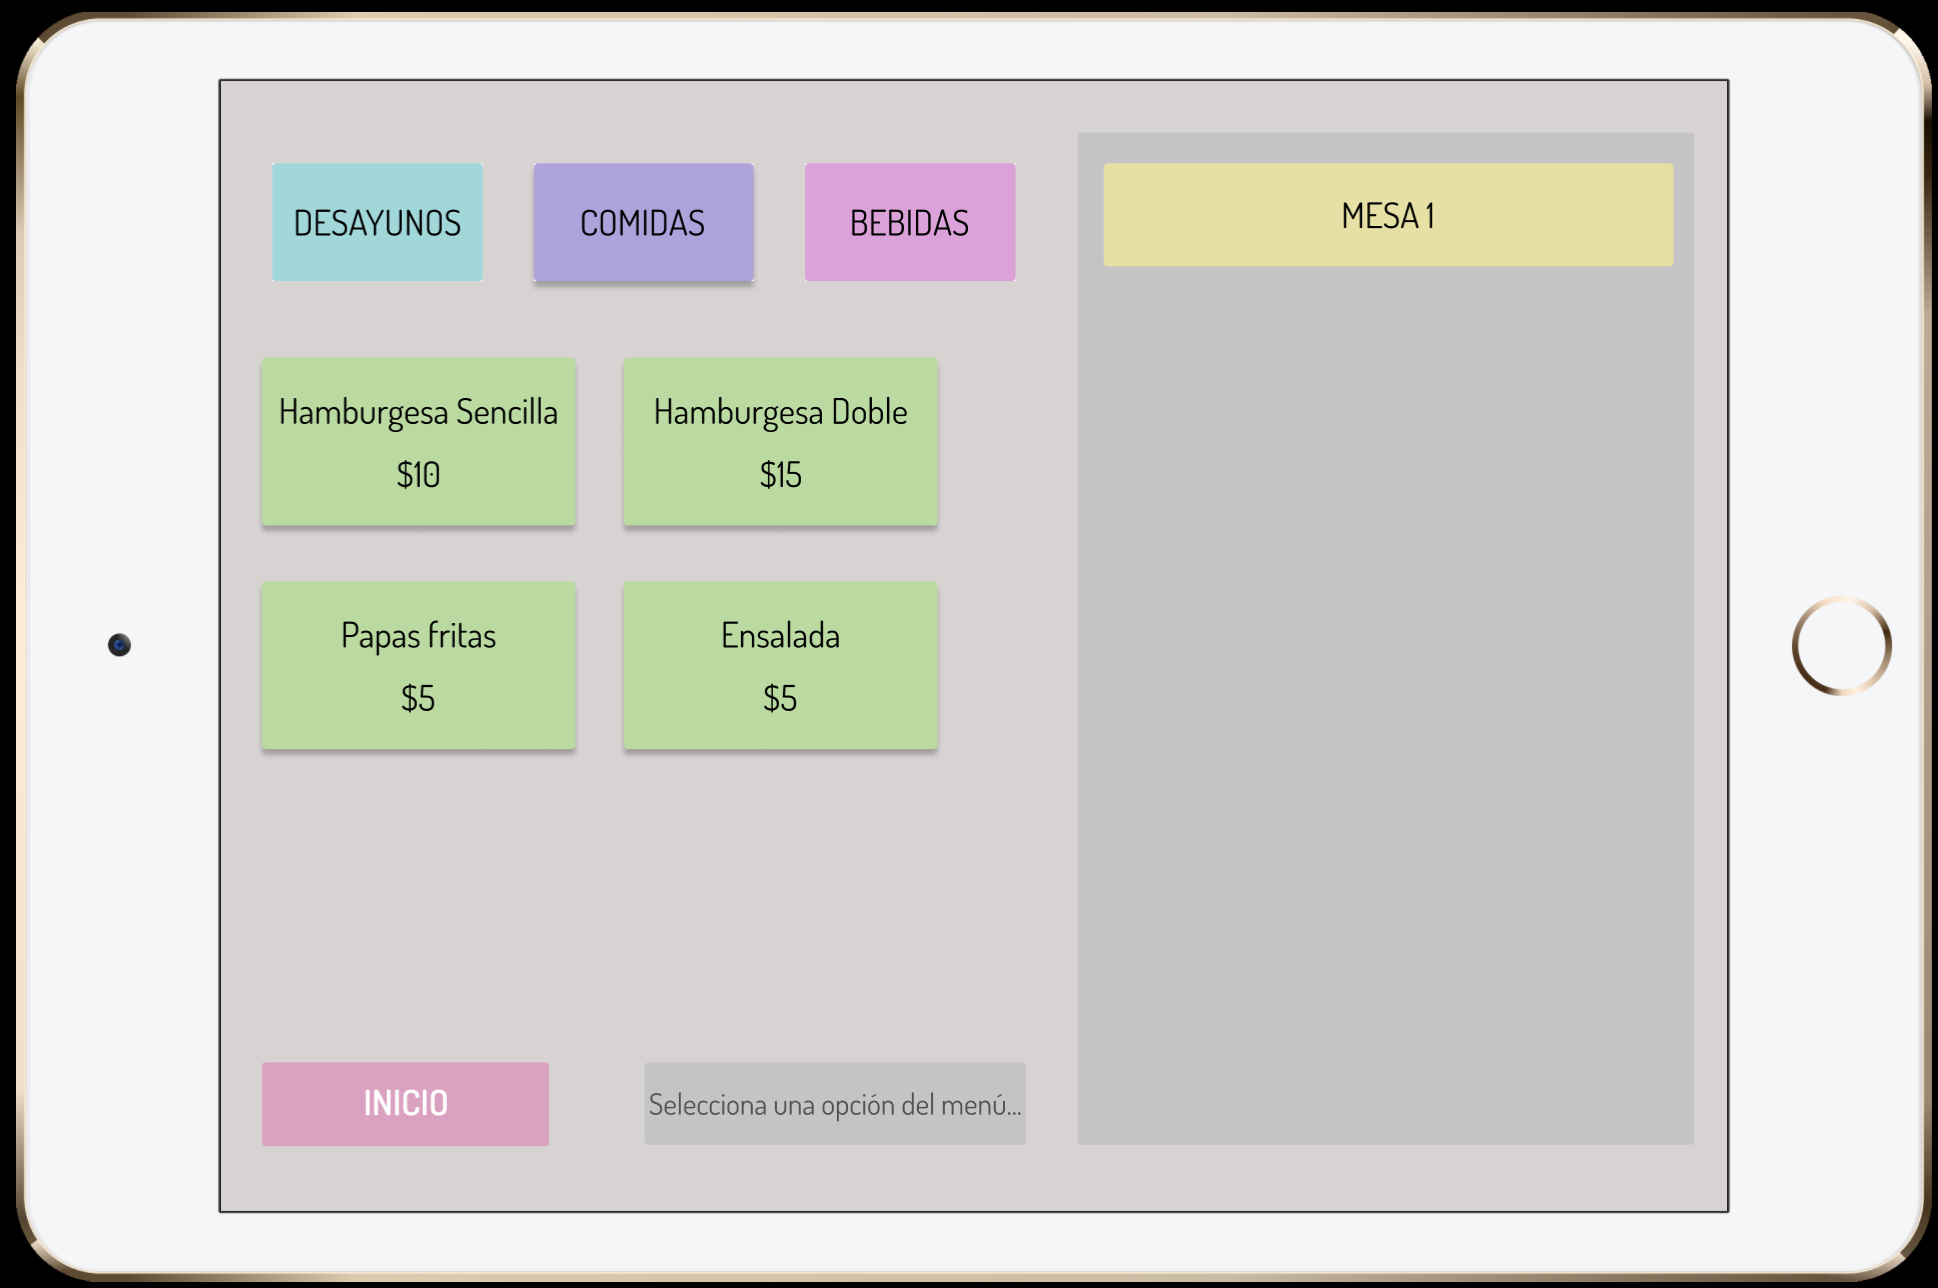 DESAYUNOS
COMIDAS
BEBIDAS
MESA 1
Hamburgesa Sencilla
$10
Hamburgesa Doble
$15
Papas fritas
$5
Ensalada
$5
INICIO
Selecciona una opción del menú...